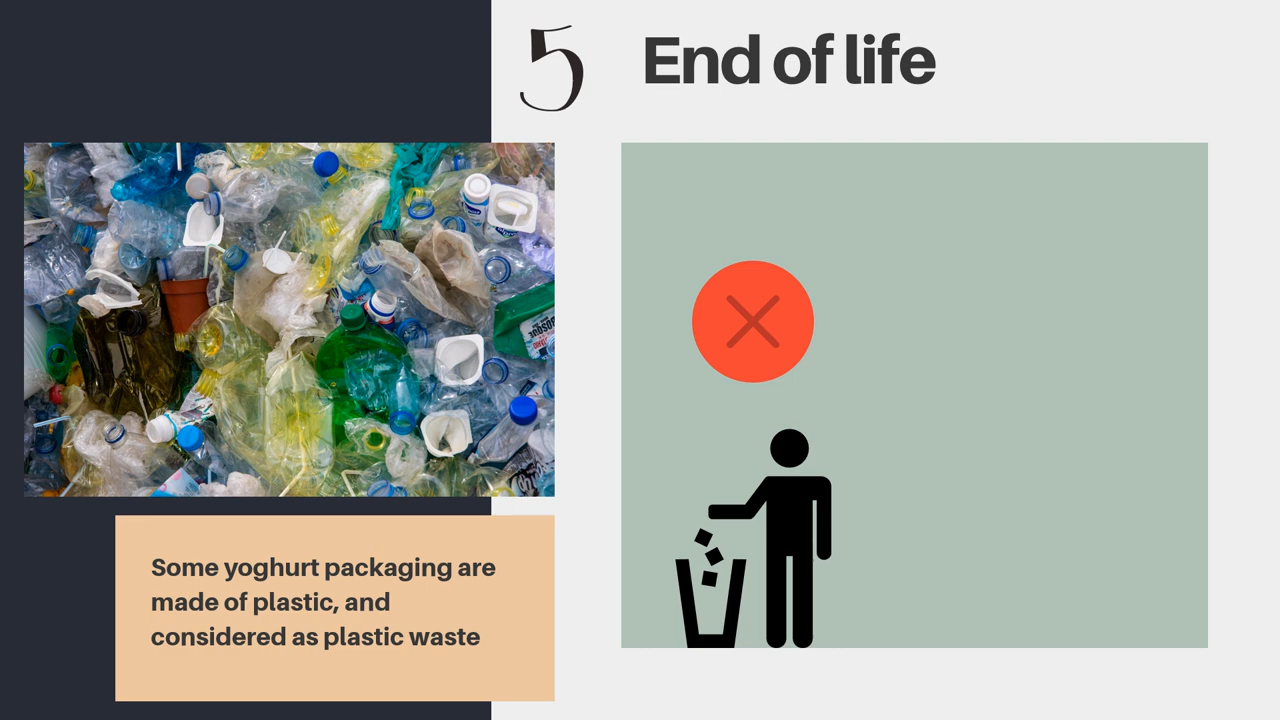 5
End of life
Some yoghurt packaging are
made of plastic, and
considered as plastic waste